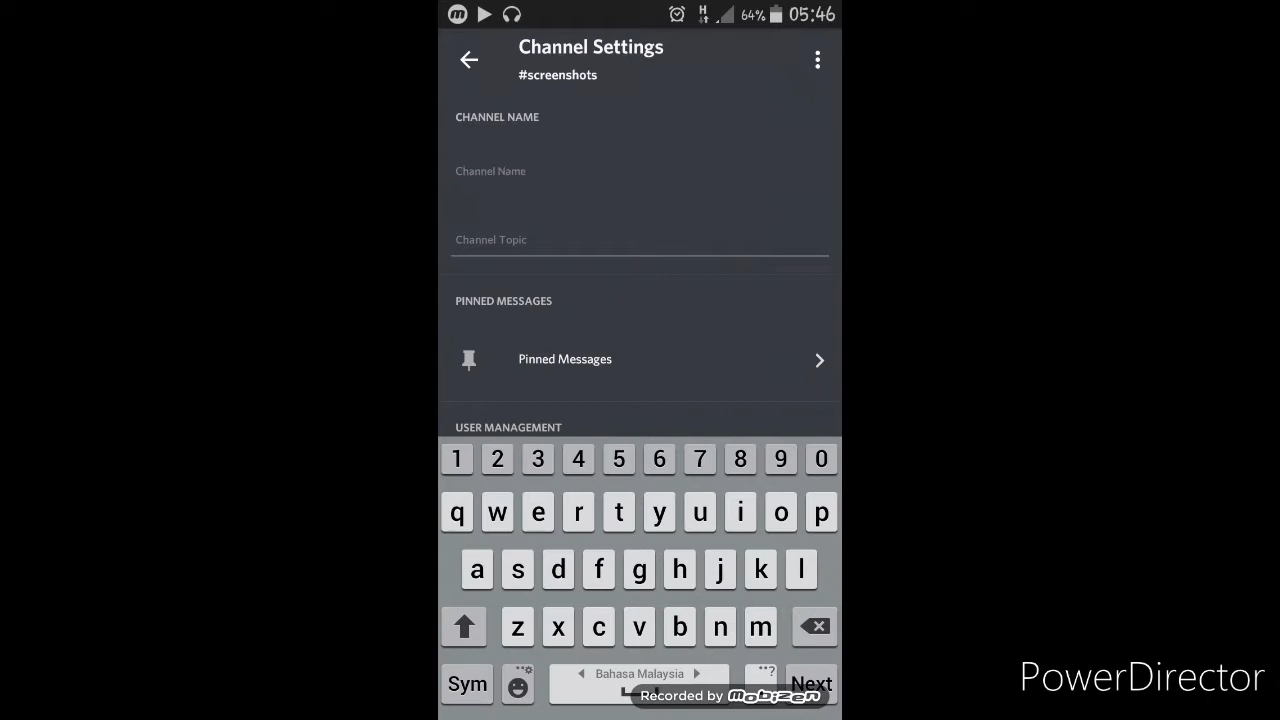 64% 05:46
Channel Settings
#screenshots
CHANNEL NAME
Channel Name
Channel Topic
PINNED MESSAGES
Pinned Messages
USER MANAGEMENT
1 2 3 4 5 6 7 8 9 0
q w e r t y u i o p
a s d f g h j k l
z x c v b n m
Sym Bahasa Malaysia ? Next
Recorded by mobizen
PowerDirector